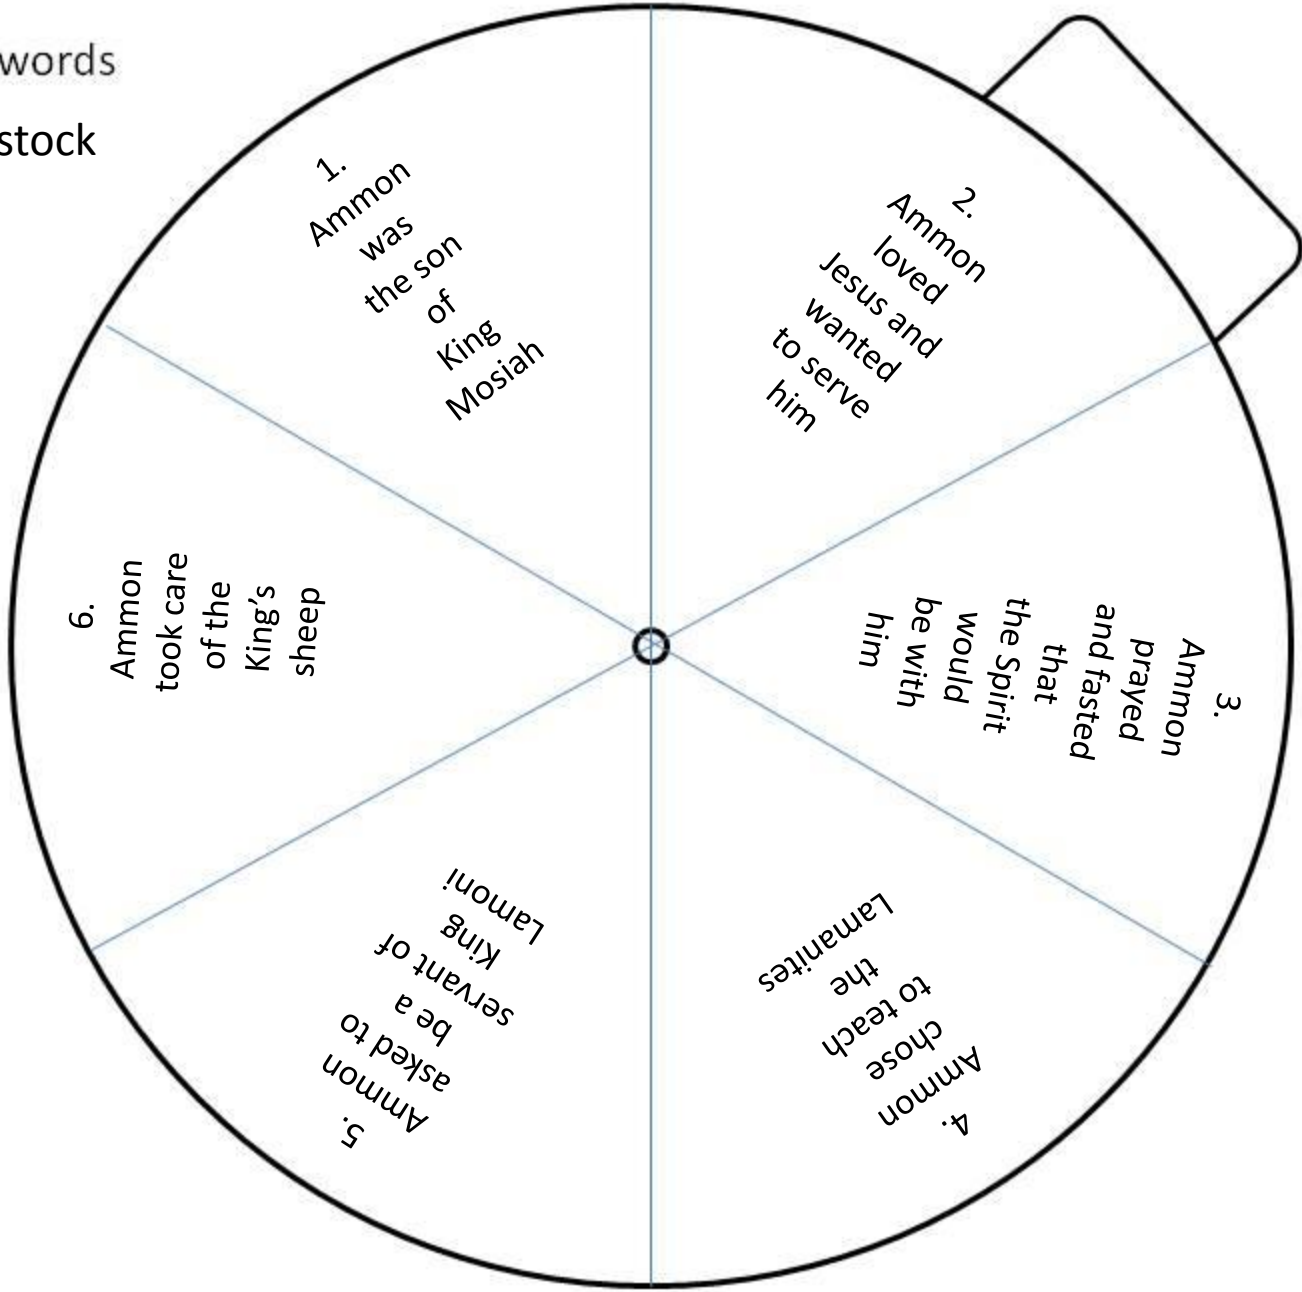 words
stock
1.
Ammon
was
the son
of
King
Mosiah
2.
Ammon
loved
Jesus and
wanted
to serve
him
3.
Ammon
prayed
and fasted
that
the Spirit
would
be with
him
4.
Ammon
chose
to teach
the
Lamanites
5.
Ammon
asked to
be a
servant of
King
Lamoni
6.
Ammon
took care
of the
King’s
sheep